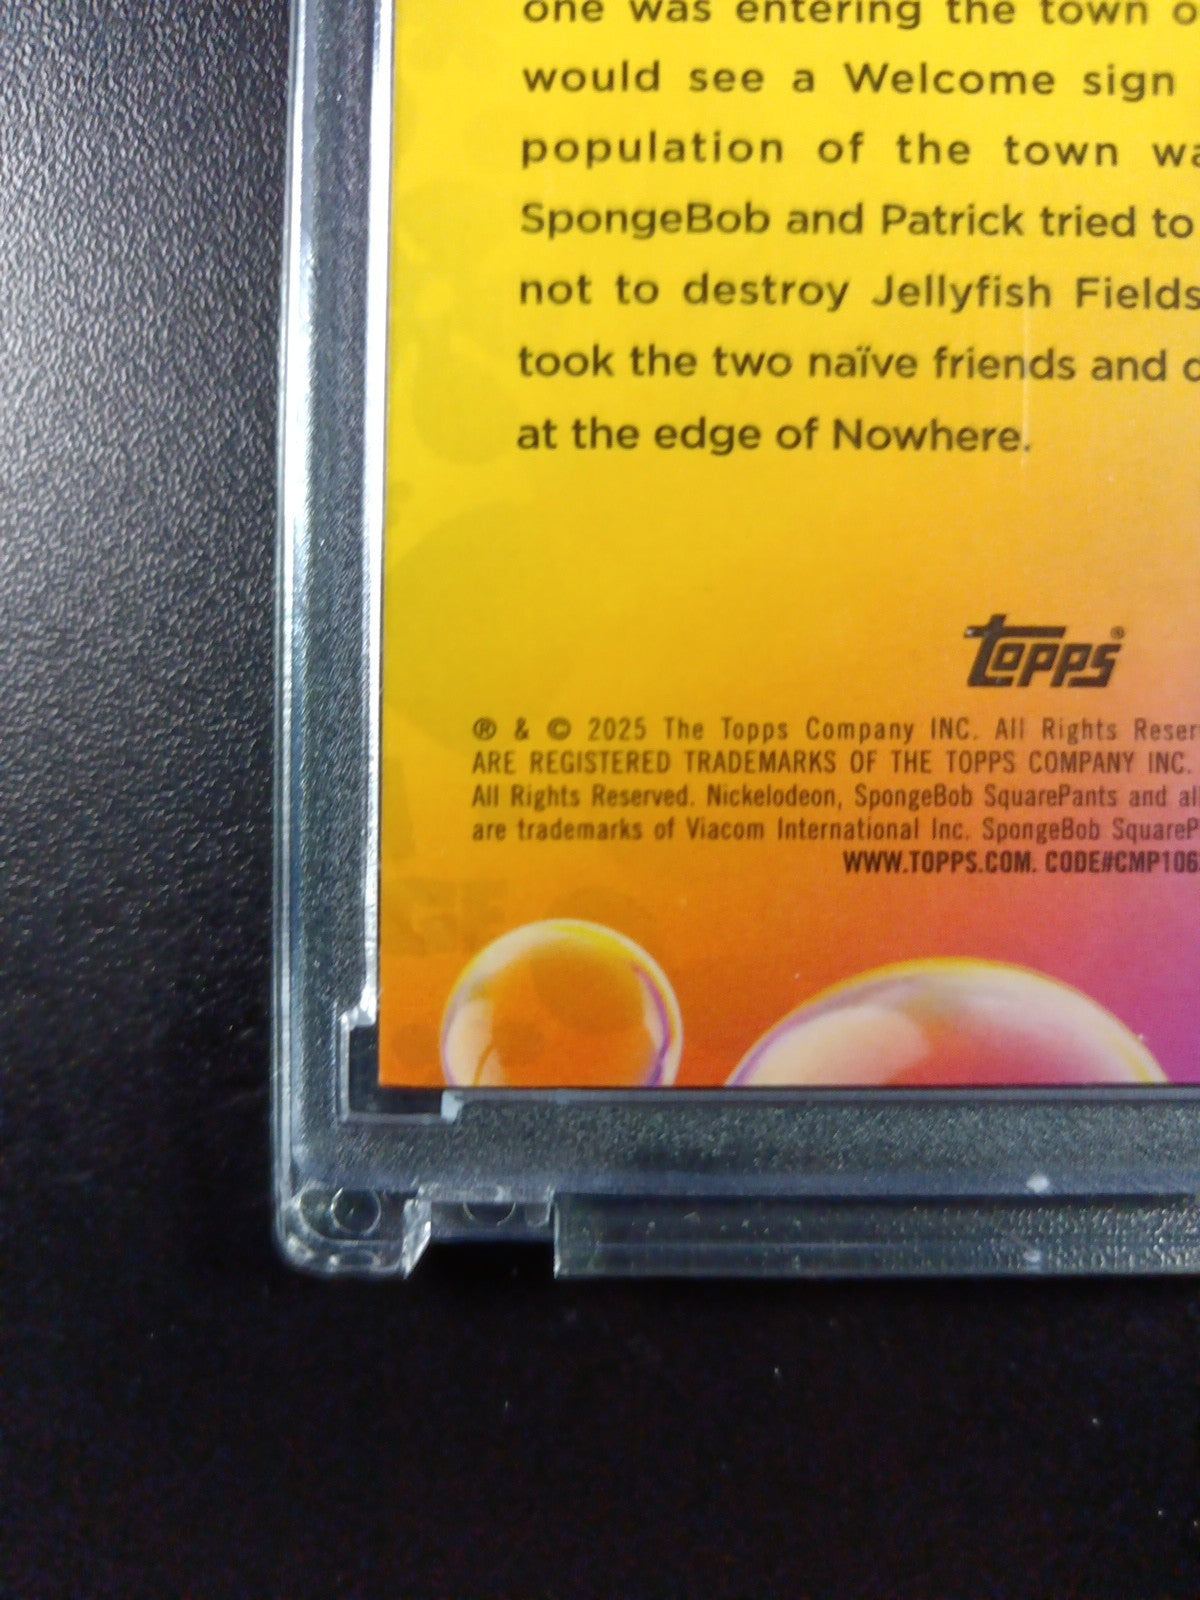 one was entering the town o
would see a Welcome sign
population of the town wa
SpongeBob and Patrick tried to
not to destroy Jellyfish Fields
took the two naïve friends and
at the edge of Nowhere.
Topps®
® & © 2025 The Topps Company INC. All Rights Reser
ARE REGISTERED TRADEMARKS OF THE TOPPS COMPANY INC.
All Rights Reserved. Nickelodeon, SpongeBob SquarePants and al
are trademarks of Viacom International Inc. SpongeBob SquareP
WWW.TOPPS.COM. CODE#CMP106